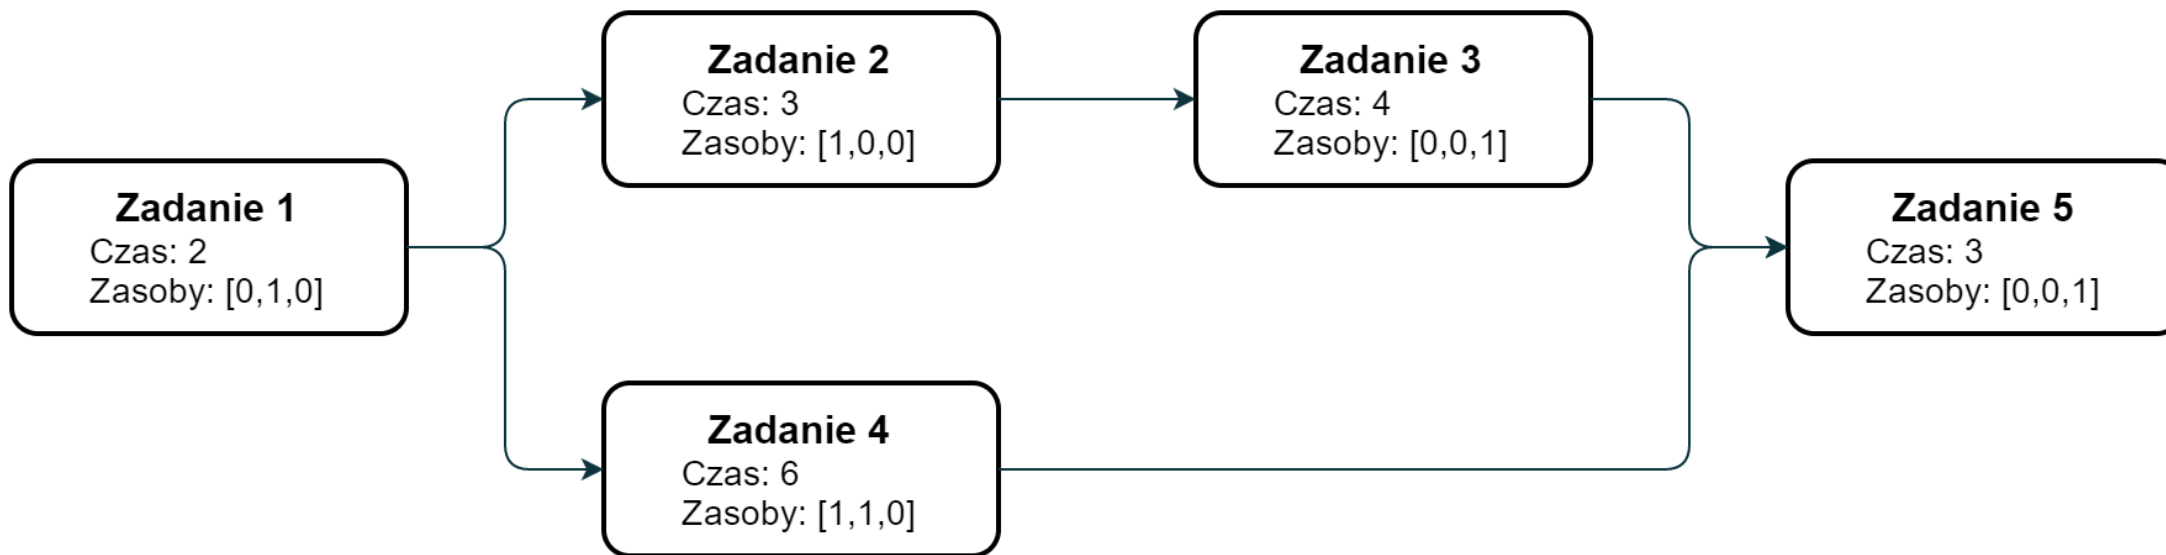 Zadanie 1
Czas: 2
Zasoby: [0,1,0]
Zadanie 2
Czas: 3
Zasoby: [1,0,0]
Zadanie 3
Czas: 4
Zasoby: [0,0,1]
Zadanie 4
Czas: 6
Zasoby: [1,1,0]
Zadanie 5
Czas: 3
Zasoby: [0,0,1]